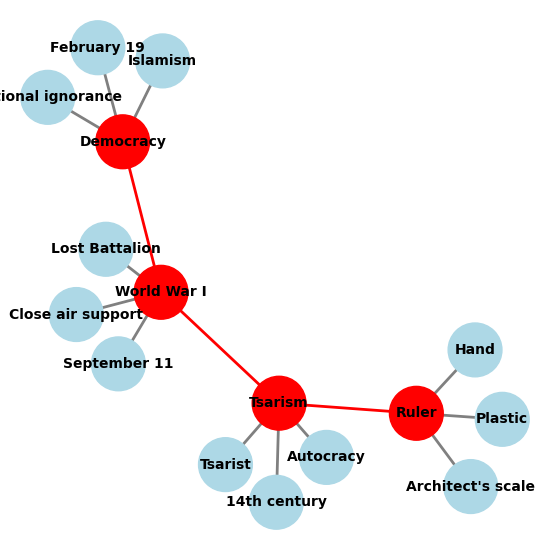 February 19
Islamism
ignorance
Democracy
Lost Battalion
World War I
Close air support
September 11
Hand
Tsarism
Ruler
Plastic
Autocracy
Tsarist
Architect's scale
14th century